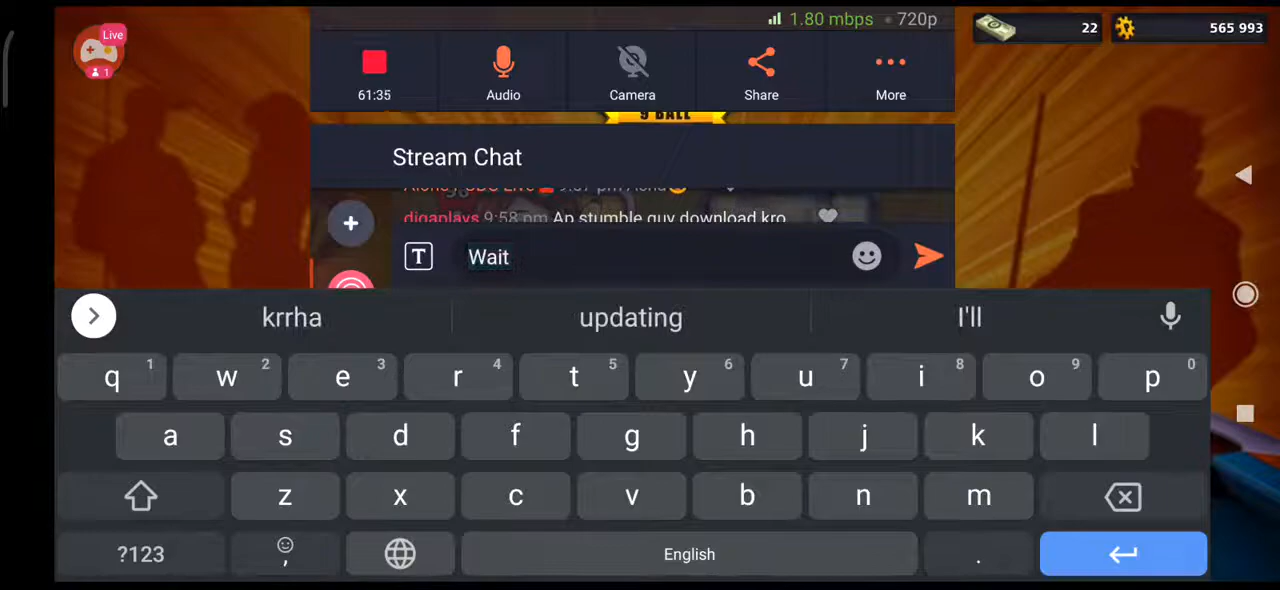 Live
1
1.80 mbps • 720p
22
565 993
61:35
Audio
Camera
Share
More
9 BALL
Stream Chat
digaplays 9:58 pm Ap stumble guy download kro
T
Wait
krrha
updating
I'll
q 1 w 2 e 3 r 4 t 5 y 6 u 7 i 8 o 9 p 0
a s d f g h j k l
z x c v b n m
?123 , English .